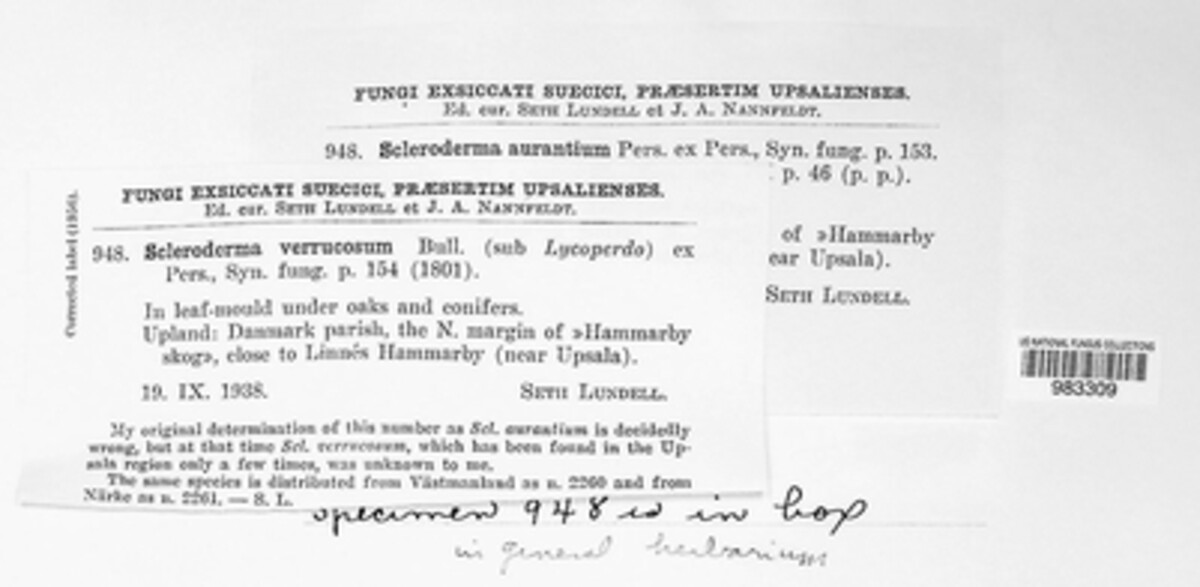 FUNGI EXSICCATI SUECICI, PRÆSERTIM UPSALIENSES.
Ed. cur. SETH LUNDELL et J. A. NANNFELDT.
948. Scleroderma aurantium Pers. ex Pers., Syn. fung. p. 153.
p. 46 (p. p.).
of »Hammarby
ear Upsala).
SETH LUNDELL.
Corrected label (1956).
FUNGI EXSICCATI SUECICI, PRÆSERTIM UPSALIENSES.
Ed. cur. SETH LUNDELL et J. A. NANNFELDT.
948. Scleroderma verrucosum Bull. (sub Lycoperdo) ex
Pers., Syn. fung. p. 154 (1801).
In leaf-mould under oaks and conifers.
Upland: Danmark parish, the N. margin of »Hammarby
skog», close to Linnés Hammarby (near Upsala).
19. IX. 1938. SETH LUNDELL.
My original determination of this number as Scl. aurantium is decidedly
wrong, but at that time Scl. verrucosum, which has been found in the Up-
sala region only a few times, was unknown to me.
The same species is distributed from Västmanland as n. 2260 and from
Närke as n. 2261. — S. L.
specimen 948 is in box
in general herbarium
US NATIONAL FUNGUS COLLECTIONS
983309